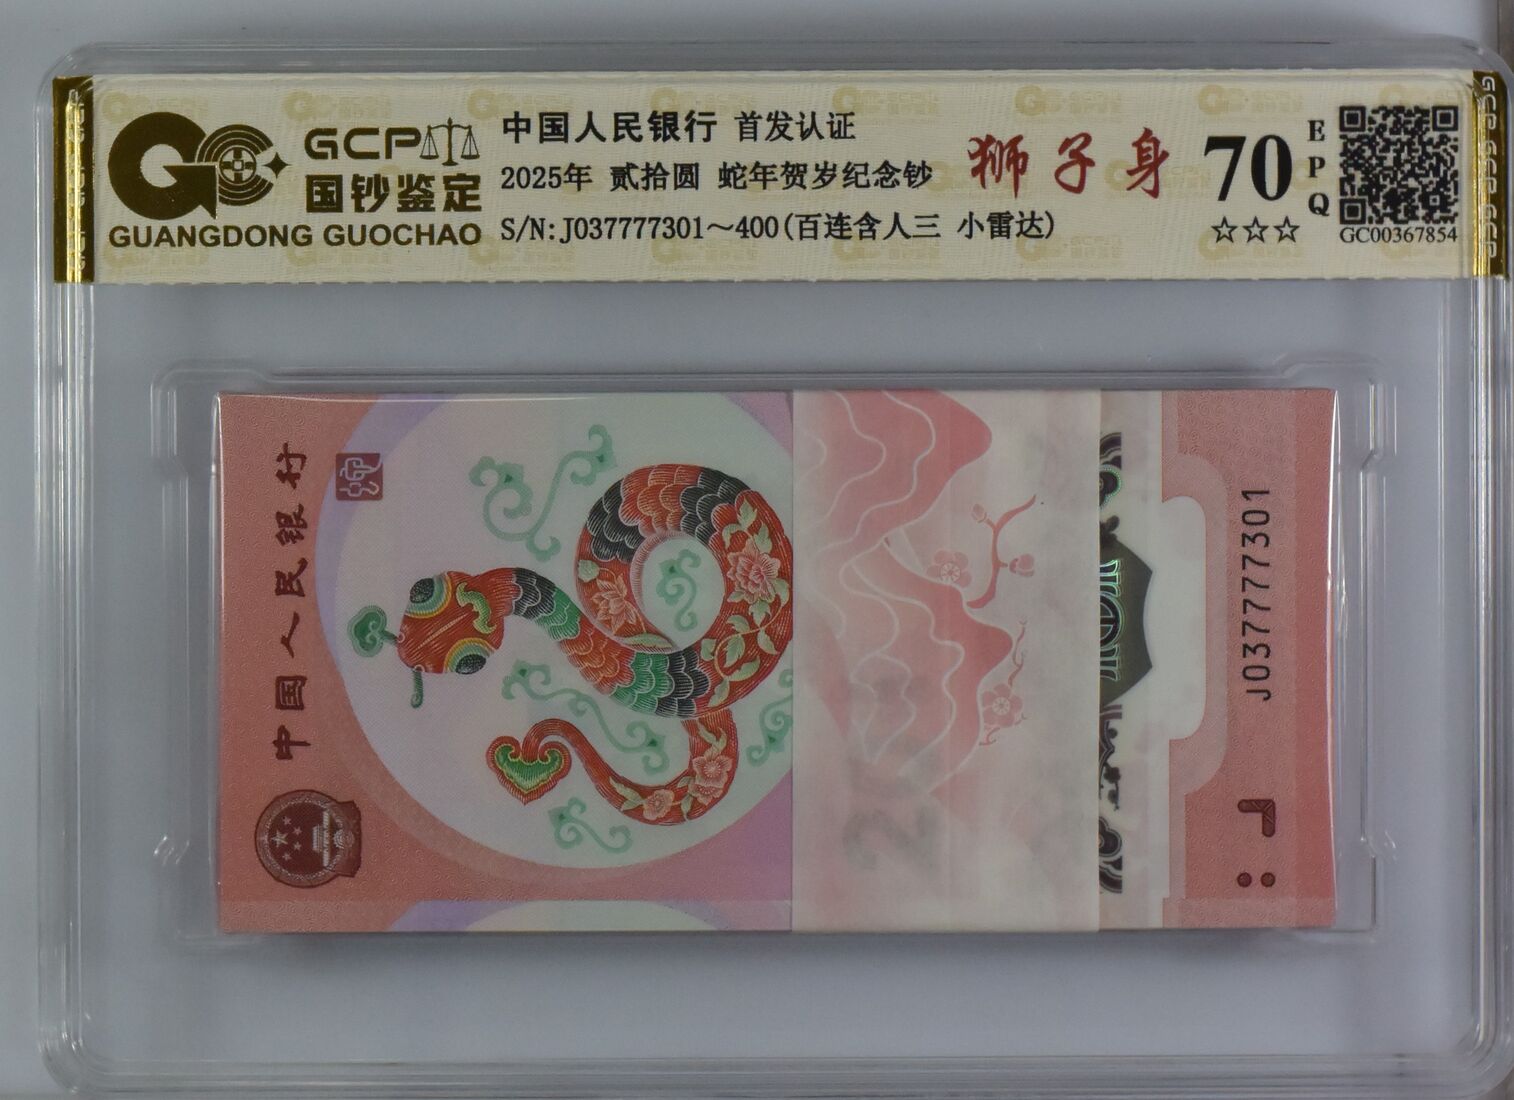 GCP
国钞鉴定
GUANGDONG GUOCHAO
中国人民银行 首发认证
2025年 贰拾圆 蛇年贺岁纪念钞
S/N:J037777301～400(百连含人三 小雷达)
狮子身
70
EPQ
☆☆☆
GC00367854
中国人民银行
J037777301